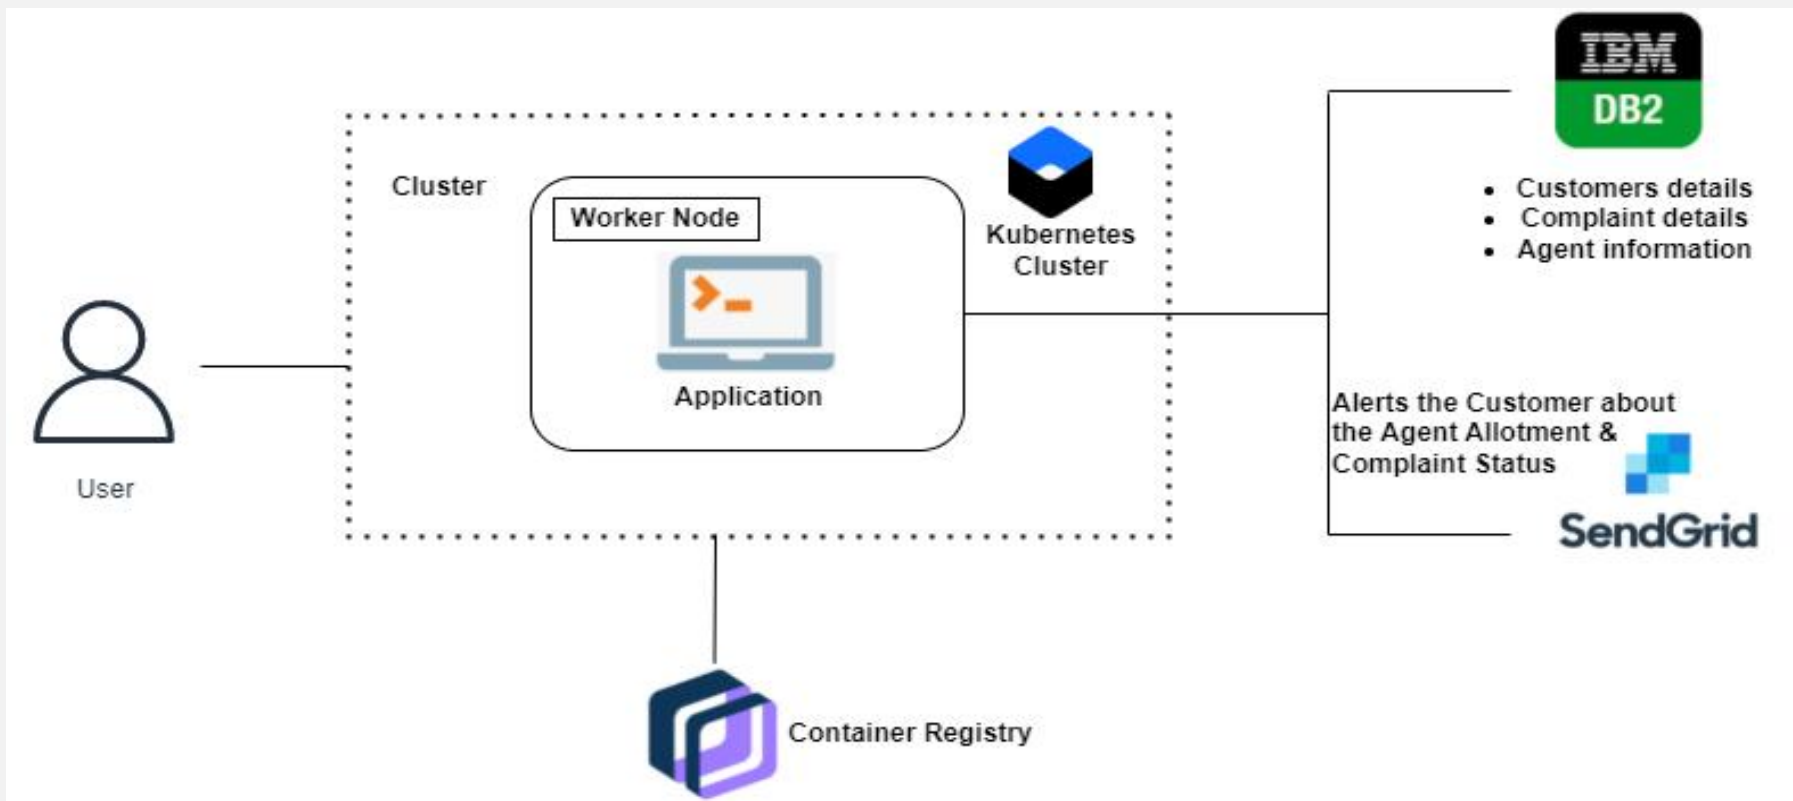 IBM
DB2
Cluster
Worker Node
Kubernetes
Cluster
• Customers details
• Complaint details
• Agent information
Application
User
Alerts the Customer about
the Agent Allotment &
Complaint Status
SendGrid
Container Registry